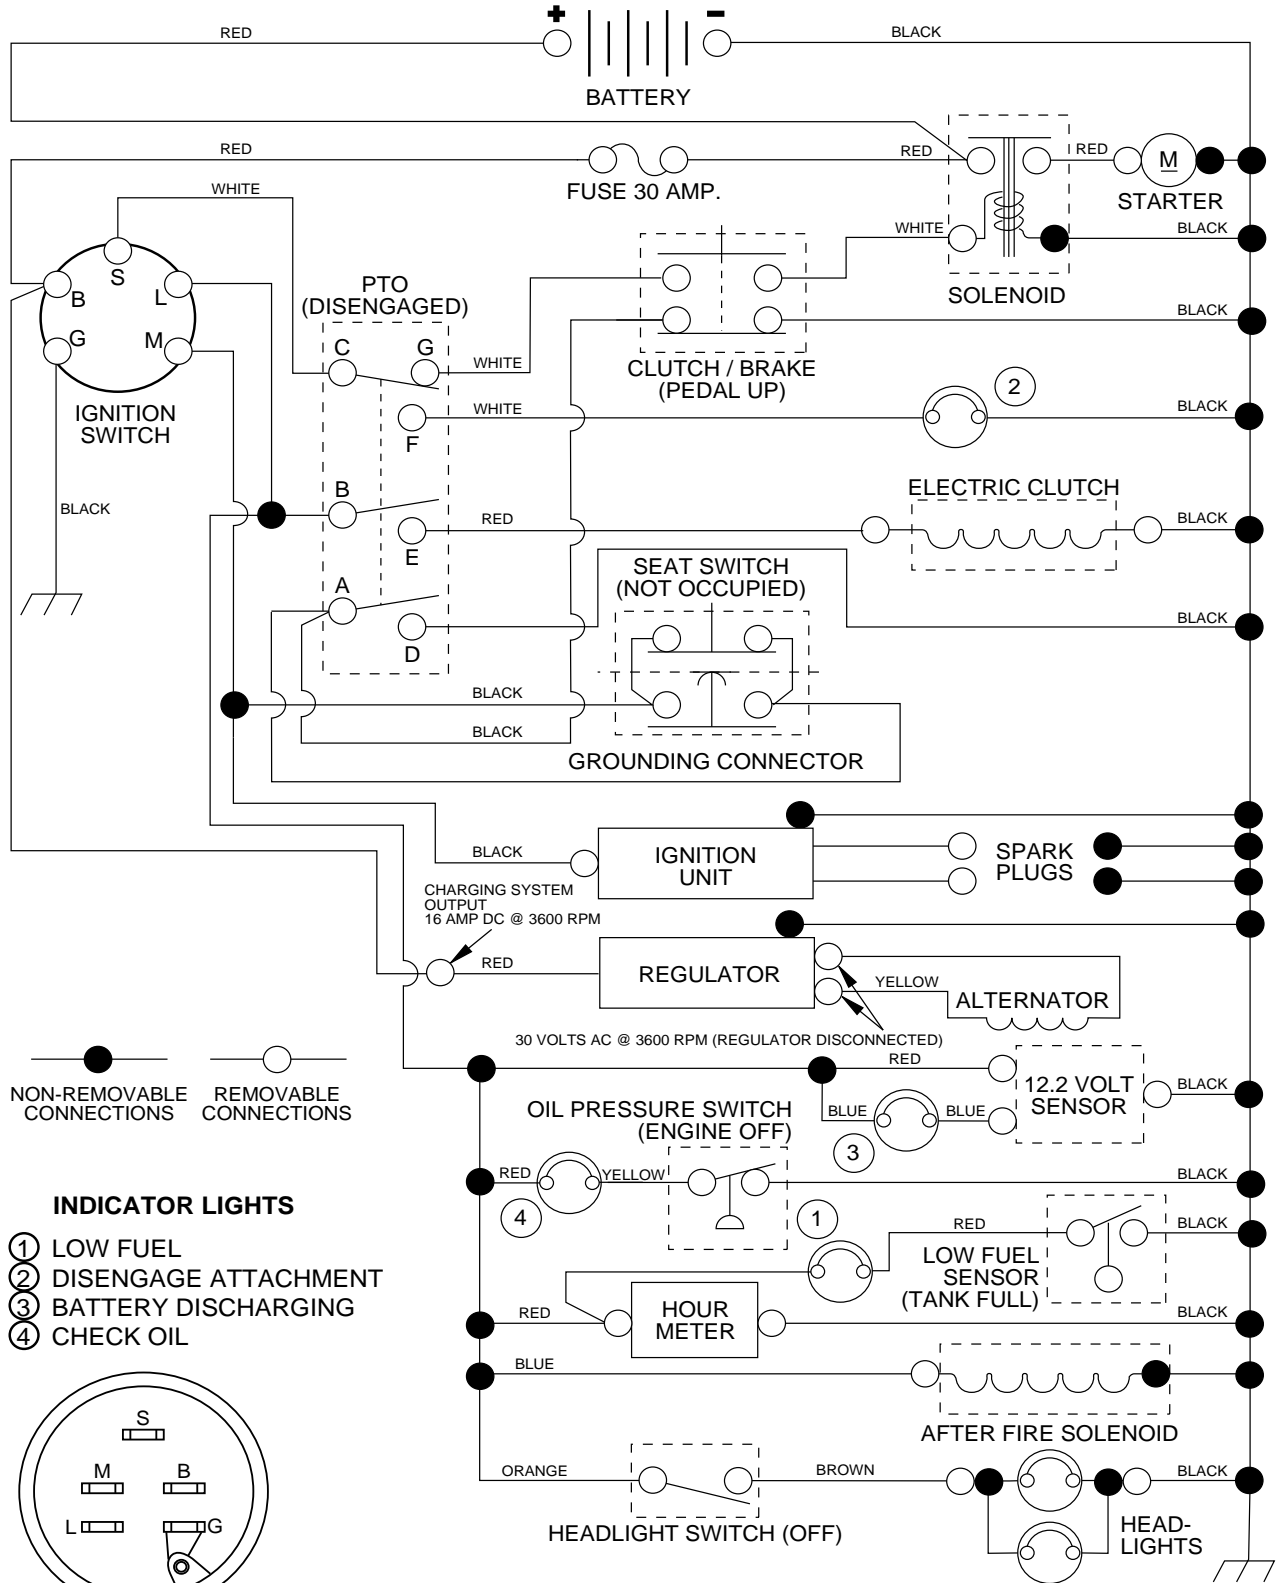 + −
RED
BLACK
BATTERY
RED
RED
RED
M
FUSE 30 AMP.
STARTER
WHITE
WHITE
BLACK
S
B
L
G
M
PTO
(DISENGAGED)
SOLENOID
C
G
WHITE
BLACK
CLUTCH / BRAKE
(PEDAL UP)
2
IGNITION
SWITCH
WHITE
BLACK
F
BLACK
B
RED
ELECTRIC CLUTCH
BLACK
E
SEAT SWITCH
(NOT OCCUPIED)
A
BLACK
D
BLACK
BLACK
GROUNDING CONNECTOR
BLACK
IGNITION
UNIT
SPARK
PLUGS
CHARGING SYSTEM
OUTPUT
16 AMP DC @ 3600 RPM
RED
REGULATOR
YELLOW
ALTERNATOR
30 VOLTS AC @ 3600 RPM (REGULATOR DISCONNECTED)
NON-REMOVABLE
CONNECTIONS
REMOVABLE
CONNECTIONS
RED
12.2 VOLT
SENSOR
BLACK
OIL PRESSURE SWITCH
(ENGINE OFF)
BLUE
BLUE
3
RED
YELLOW
BLACK
4
1
INDICATOR LIGHTS
1 LOW FUEL
2 DISENGAGE ATTACHMENT
3 BATTERY DISCHARGING
4 CHECK OIL
RED
BLACK
LOW FUEL
SENSOR
(TANK FULL)
RED
HOUR
METER
BLACK
BLUE
AFTER FIRE SOLENOID
ORANGE
BROWN
BLACK
HEADLIGHT SWITCH (OFF)
HEAD-
LIGHTS
S
M
B
L
G